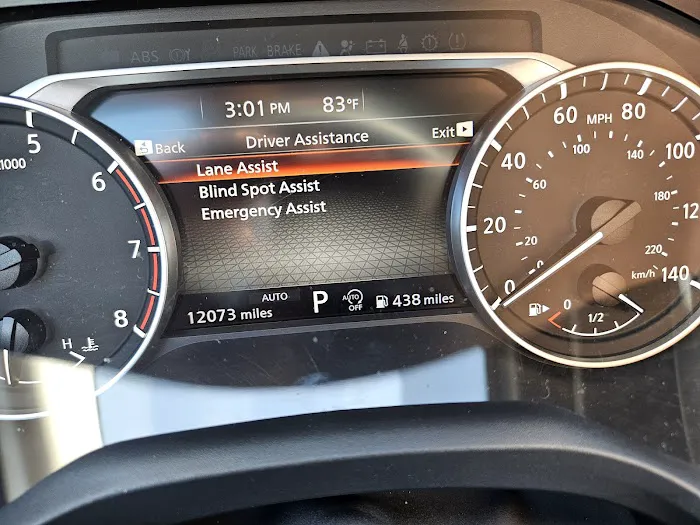 ABS
PARK BRAKE
3:01 PM 83°F
Back
Driver Assistance
Exit
Lane Assist
Blind Spot Assist
Emergency Assist
AUTO
12073 miles
P
AUTO
OFF
438 miles
5
6
7
8
1000
H
0
20
40
60
80
100
140
MPH
20
60
100
140
180
220
km/h
0
1/2